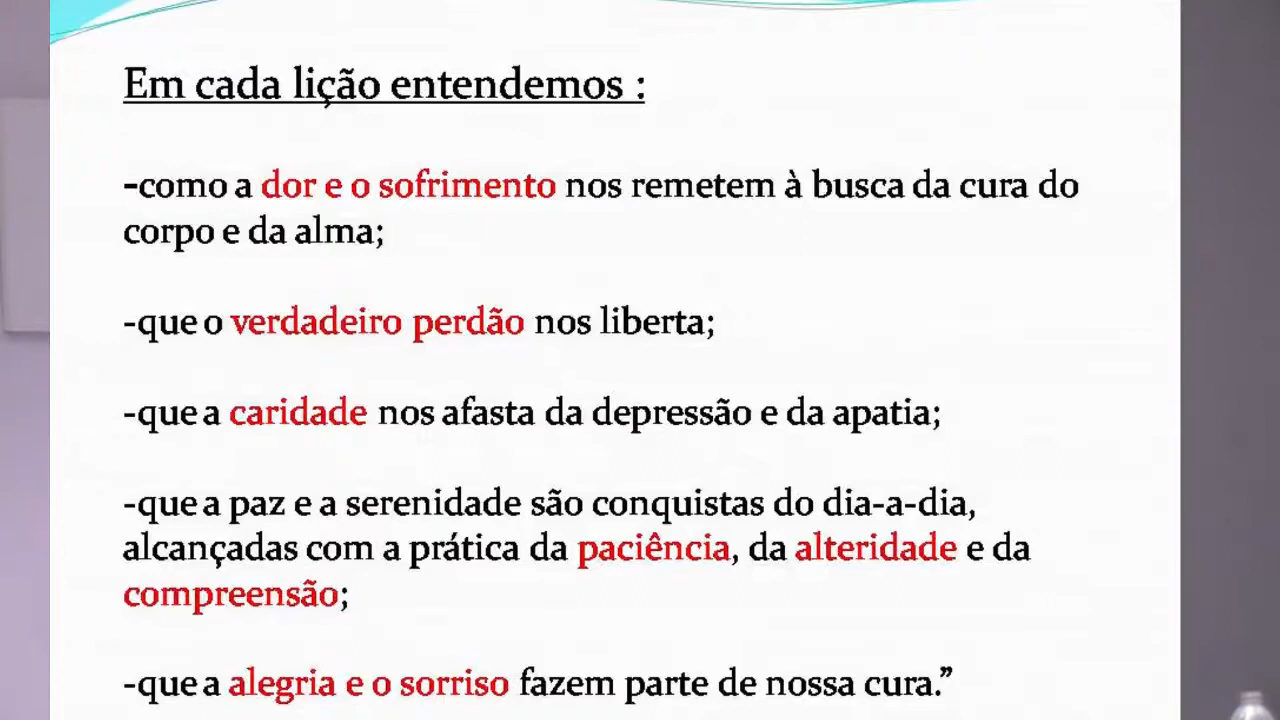 Em cada lição entendemos :
-como a dor e o sofrimento nos remetem à busca da cura do
corpo e da alma;
-que o verdadeiro perdão nos liberta;
-que a caridade nos afasta da depressão e da apatia;
-que a paz e a serenidade são conquistas do dia-a-dia,
alcançadas com a prática da paciência, da alteridade e da
compreensão;
-que a alegria e o sorriso fazem parte de nossa cura.”